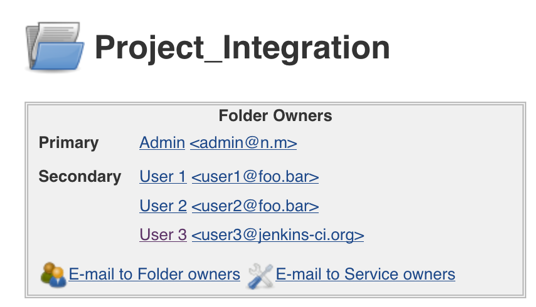 Project_Integration
Folder Owners
Primary Admin <admin@n.m>
Secondary User 1 <user1@foo.bar>
User 2 <user2@foo.bar>
User 3 <user3@jenkins-ci.org>
E-mail to Folder owners E-mail to Service owners